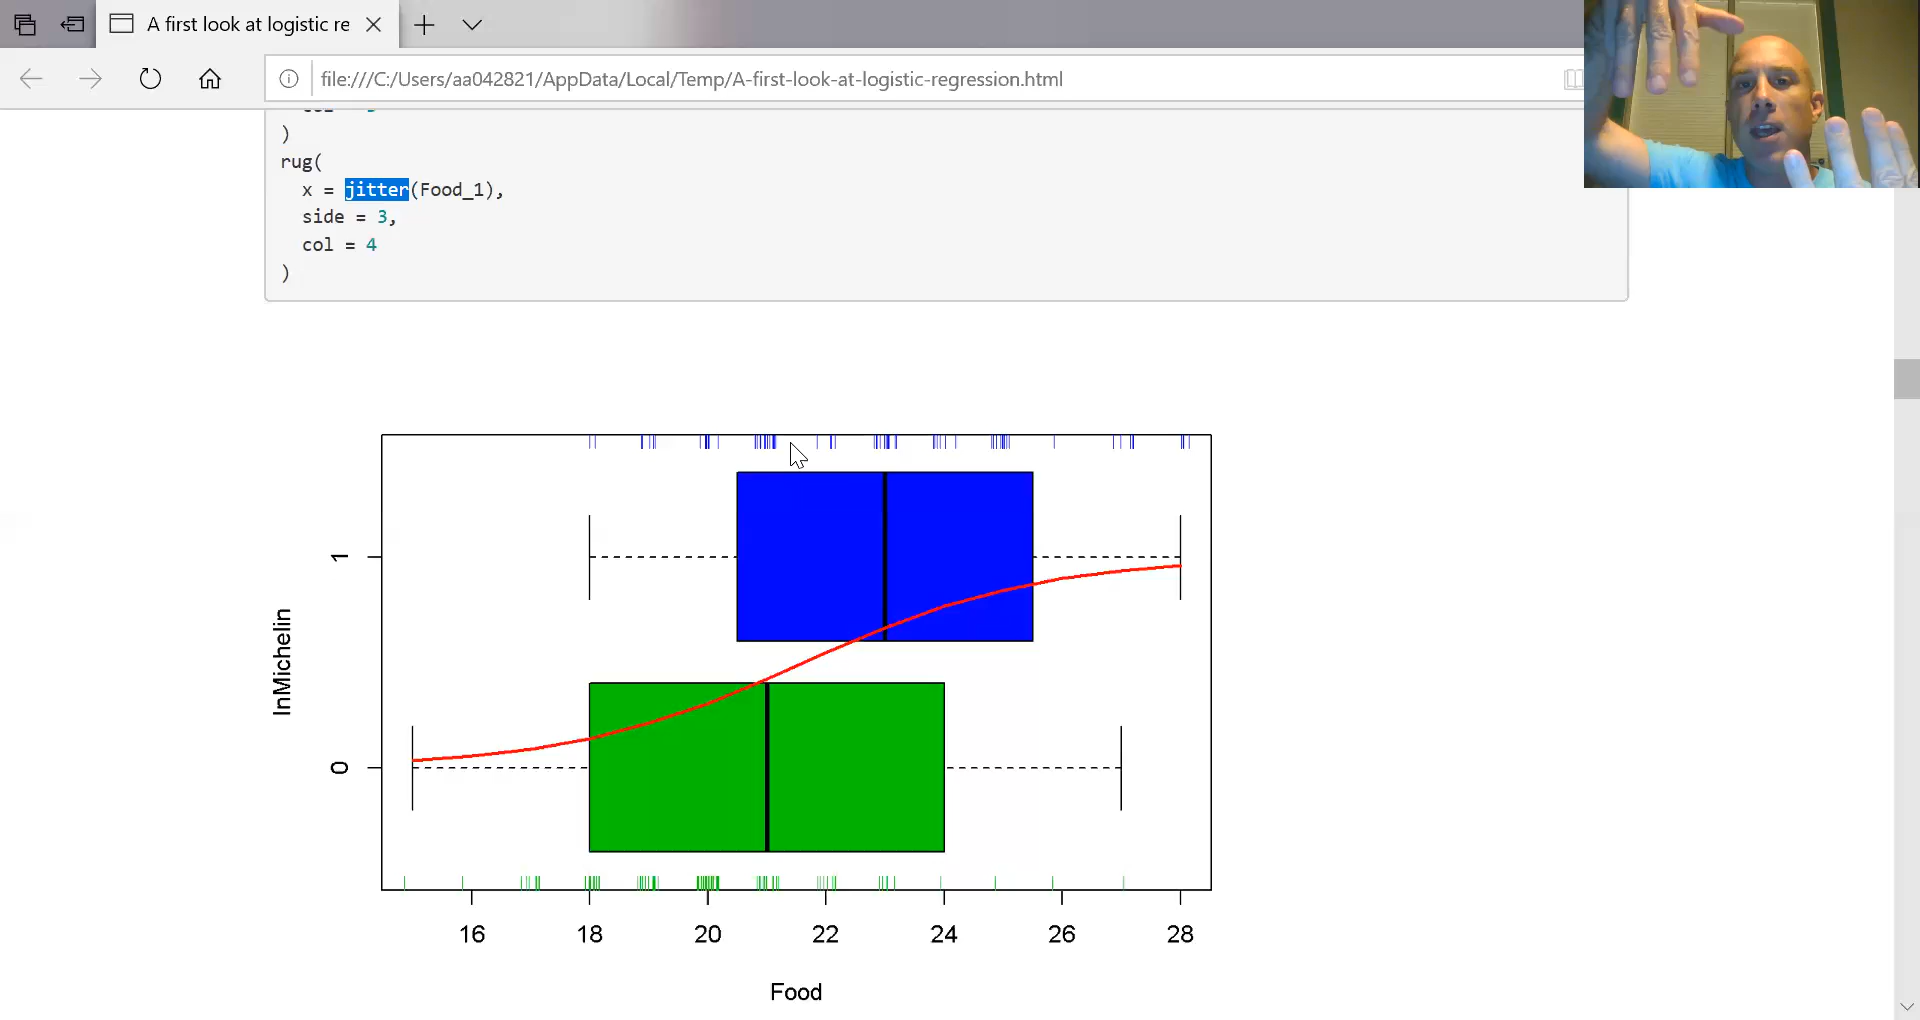 A first look at logistic re
file:///C:/Users/aa042821/AppData/Local/Temp/A-first-look-at-logistic-regression.html
)
rug(
x = jitter(Food_1),
side = 3,
col = 4
)
InMichelin
1
0
16 18 20 22 24 26 28
Food